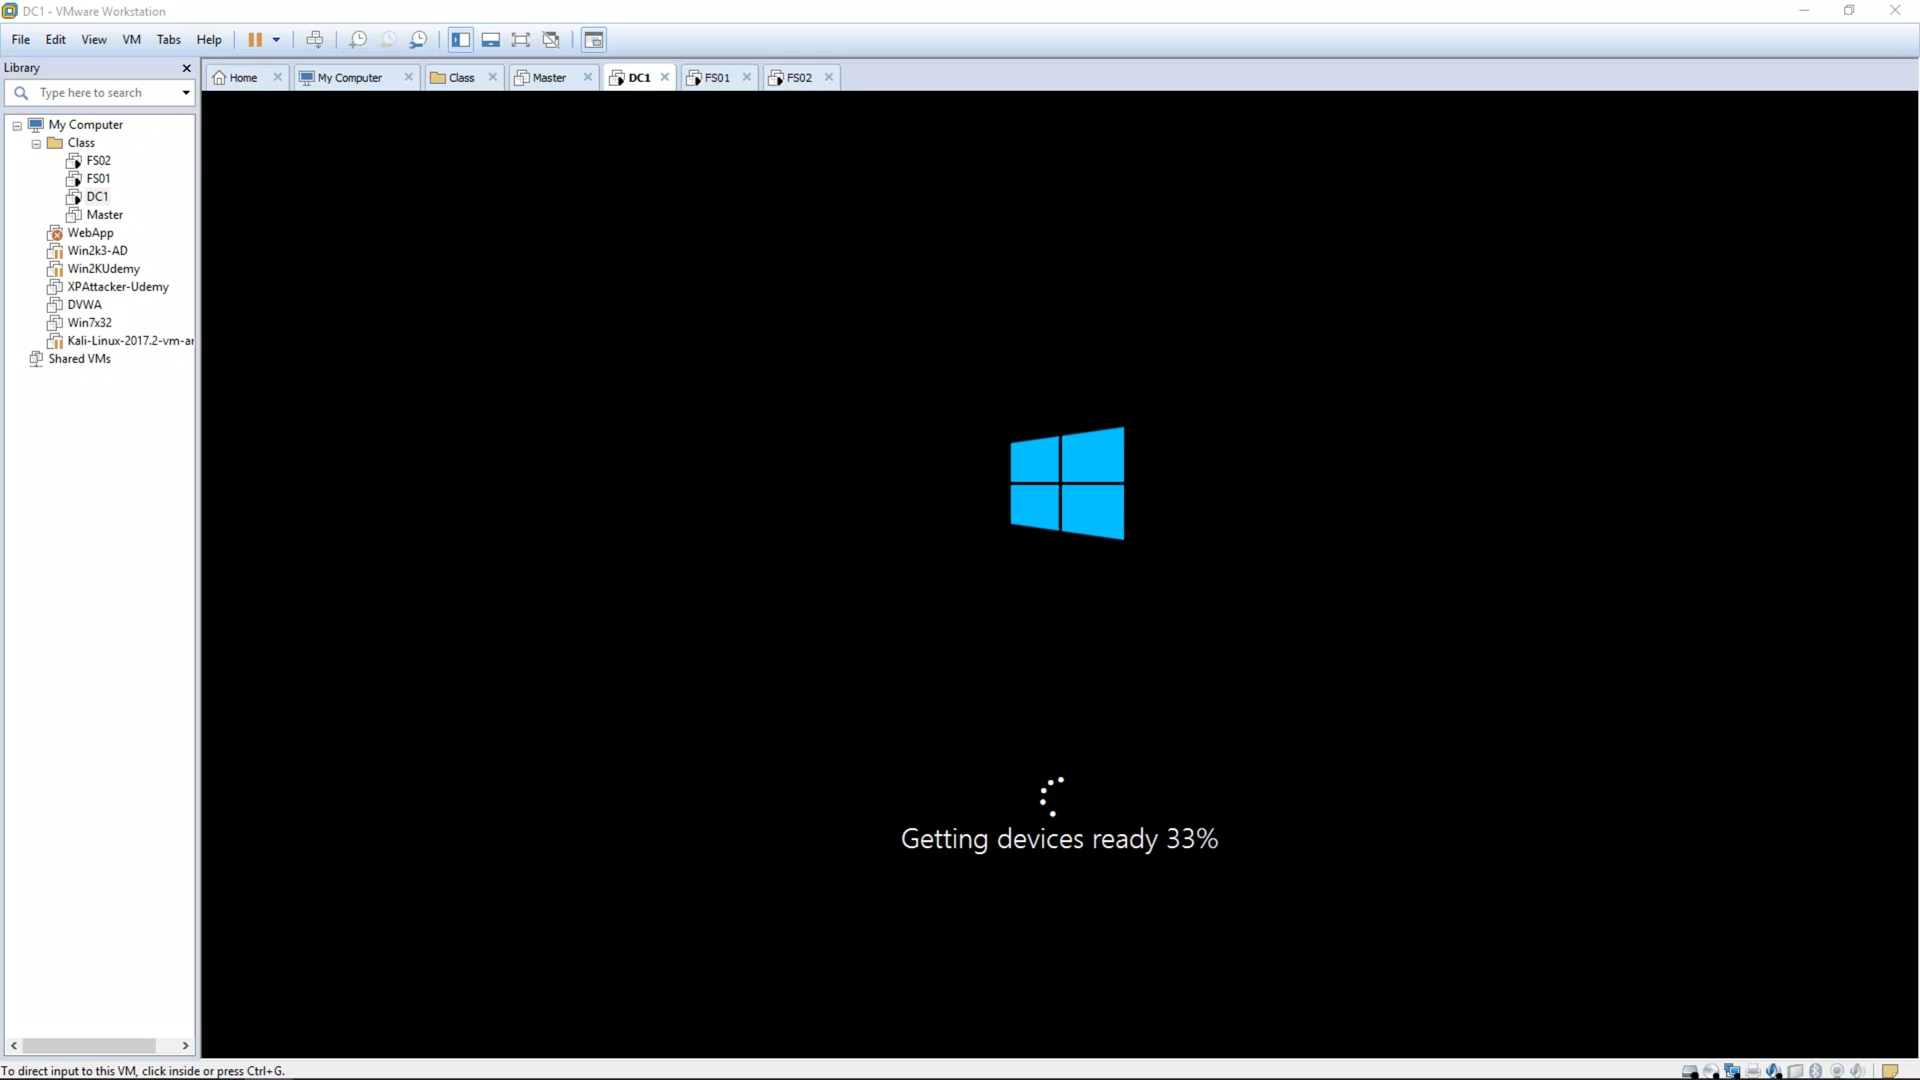 DC1 - VMware Workstation
File Edit View VM Tabs Help
Library
Type here to search
Home
My Computer
Class
Master
DC1
FS01
FS02
My Computer
Class
FS02
FS01
DC1
Master
WebApp
Win2k3-AD
Win2KUdemy
XPAttacker-Udemy
DVWA
Win7x32
Kali-Linux-2017.2-vm-ar
Shared VMs
Getting devices ready 33%
To direct input to this VM, click inside or press Ctrl+G.